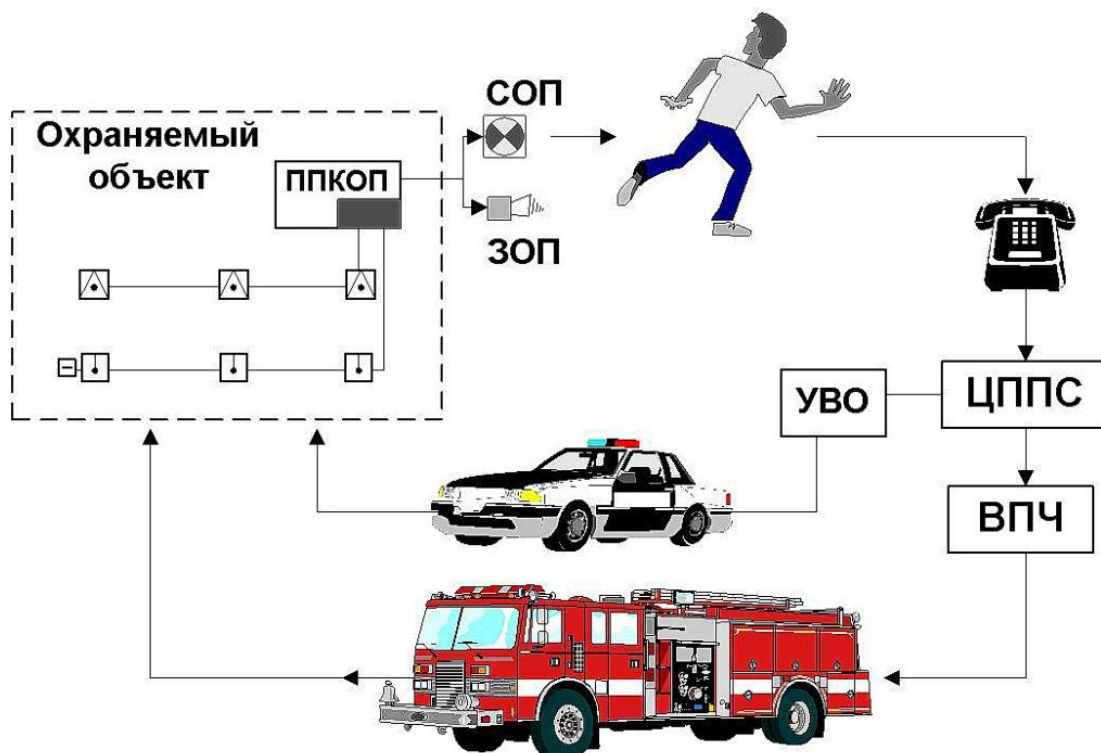 СОП
Охраняемый
объект
ППКОП
ЗОП
УВО
ЦППС
ВПЧ